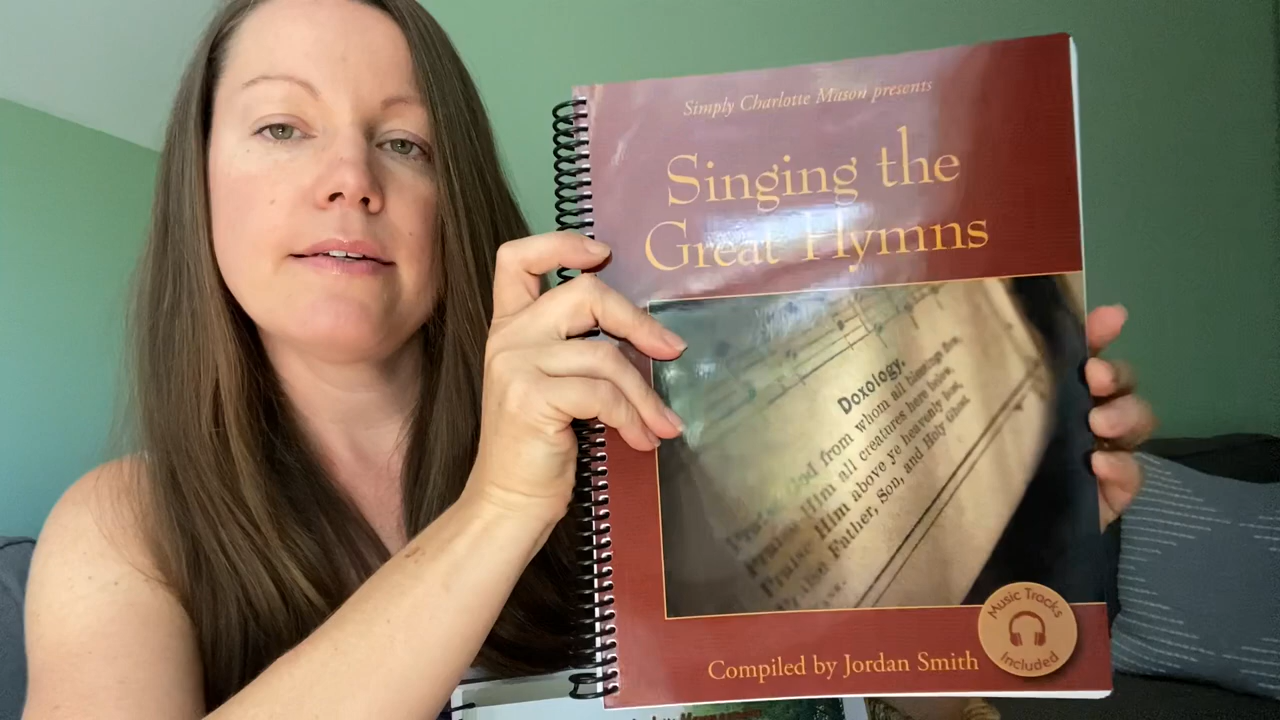 Simply Charlotte Mason presents
Singing the
Great Hymns
Doxology.
God from whom all blessings flow,
Praise Him all creatures here below,
Praise Him above ye heavenly host,
Praise Father, Son, and Holy Ghost.
Music Tracks
Included
Compiled by Jordan Smith